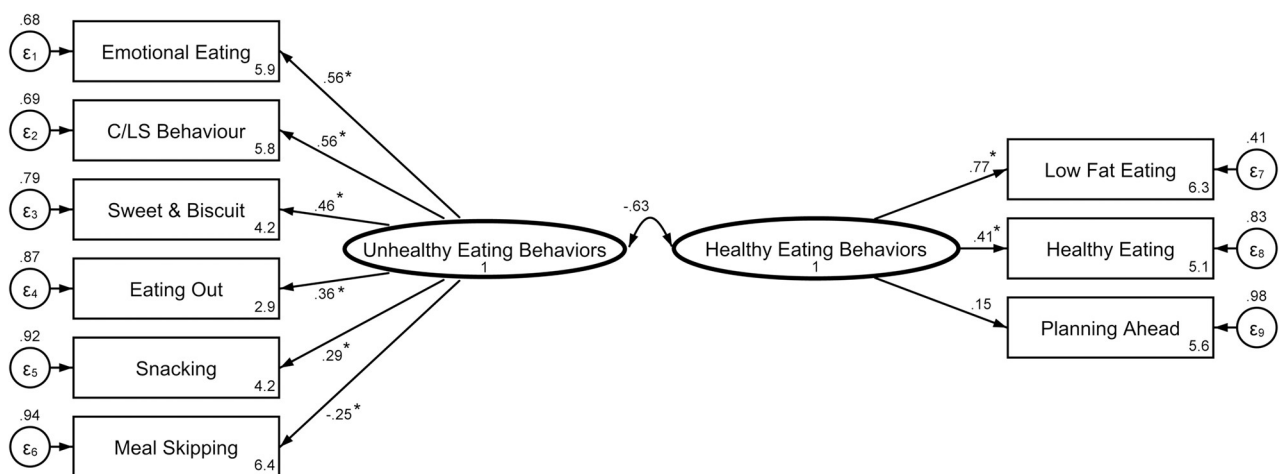 .68
ε1
Emotional Eating
5.9
.56*
.69
ε2
C/LS Behaviour
5.8
.56*
.79
ε3
Sweet & Biscuit
4.2
.46*
.87
ε4
Eating Out
2.9
.36*
.92
ε5
Snacking
4.2
.29*
.94
ε6
Meal Skipping
6.4
-.25*
Unhealthy Eating Behaviors
1
-.63
Healthy Eating Behaviors
1
.77*
Low Fat Eating
6.3
.41
ε7
.41*
Healthy Eating
5.1
.83
ε8
.15
Planning Ahead
5.6
.98
ε9